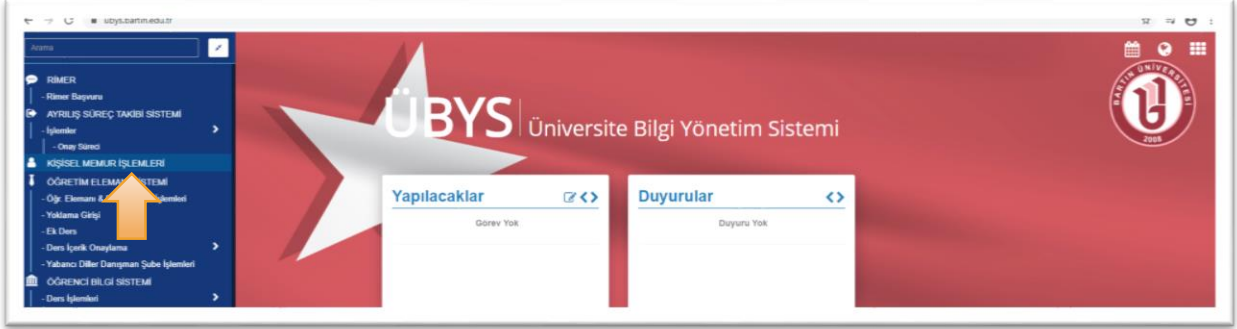 ubys.bartin.edu.tr
Arama
RİMER
- Rimer Başvuru
AYRILIŞ SÜREÇ TAKİBİ SİSTEMİ
- İşlemler
- Onay Süreci
KİŞİSEL MEMUR İŞLEMLERİ
ÖĞRETİM ELEMANI SİSTEMİ
- Öğr. Elemanı & işlemleri
- Yoklama Girişi
- Ek Ders
- Ders İçerik Onaylama
- Yabancı Diller Danışman Şube İşlemleri
ÖĞRENCİ BİLGİ SİSTEMİ
- Ders İşlemleri
ÜBYS Üniversite Bilgi Yönetim Sistemi
BARTIN ÜNİVERSİTESİ
2008
Yapılacaklar
Görev Yok
Duyurular
Duyuru Yok